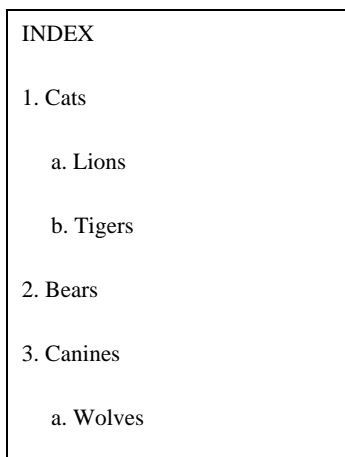 INDEX
1. Cats
a. Lions
b. Tigers
2. Bears
3. Canines
a. Wolves